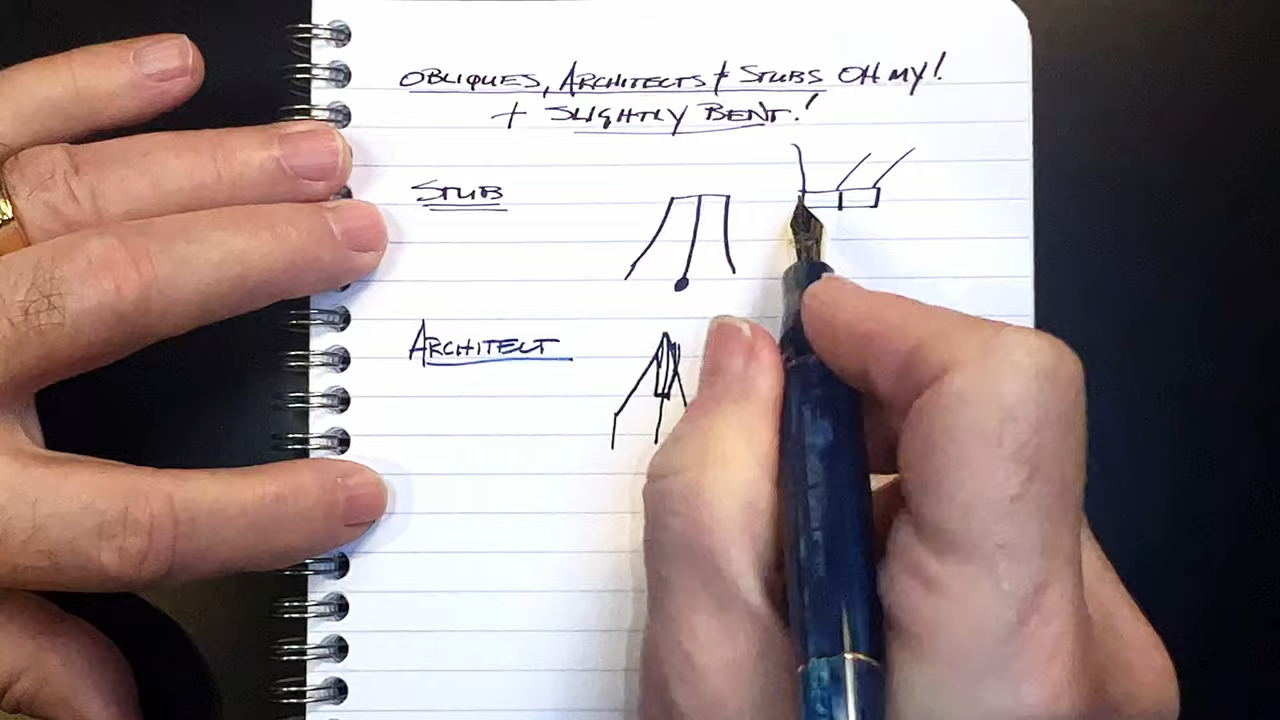 OBLIQUES, ARCHITECTS + STUBS OH MY!
+ SLIGHTLY BENT!
STUB
ARCHITECT